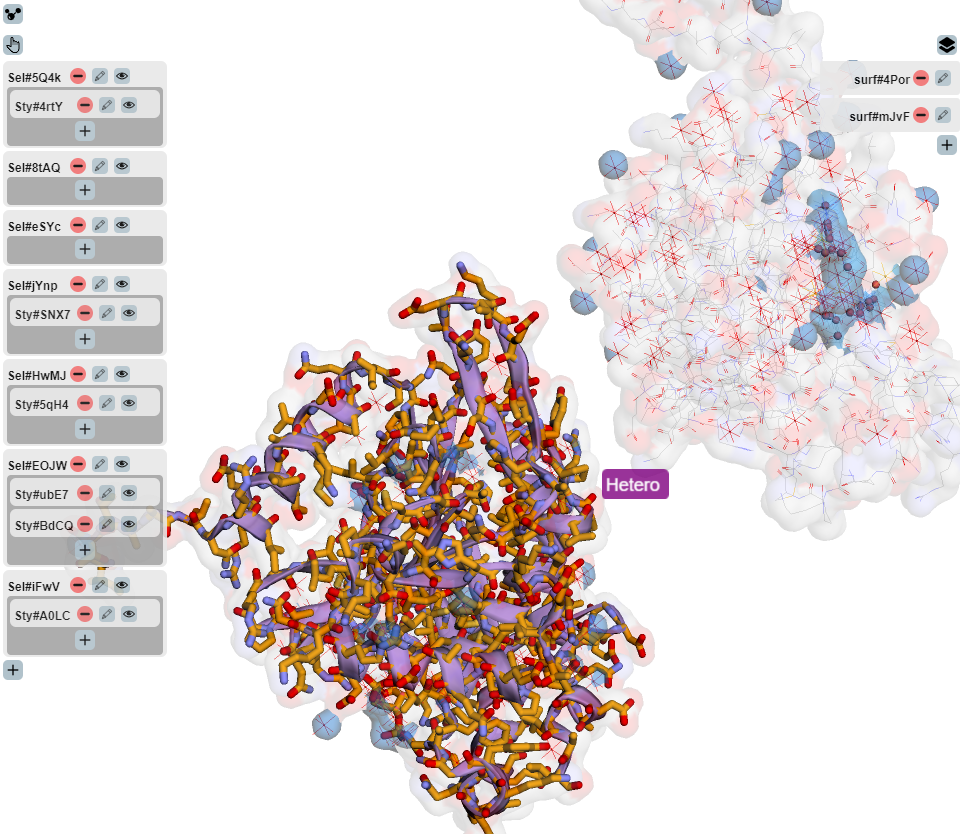 Sel#5Q4k
Sty#4rtY
Sel#8tAQ
Sel#eSYc
Sel#jYnp
Sty#SNX7
Sel#HwMJ
Sty#5qH4
Sel#EOJW
Sty#ubE7
Sty#BdCQ
Sel#iFwV
Sty#A0LC
surf#4Por
surf#mJvF
Hetero